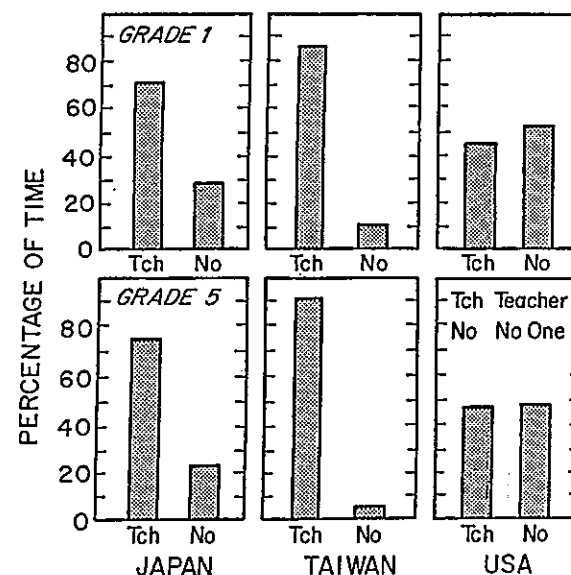 PERCENTAGE OF TIME
GRADE 1
80
60
40
20
0
Tch No
Tch No
Tch No
GRADE 5
80
60
40
20
0
Tch Teacher
No No One
Tch No
Tch No
Tch No
JAPAN
TAIWAN
USA